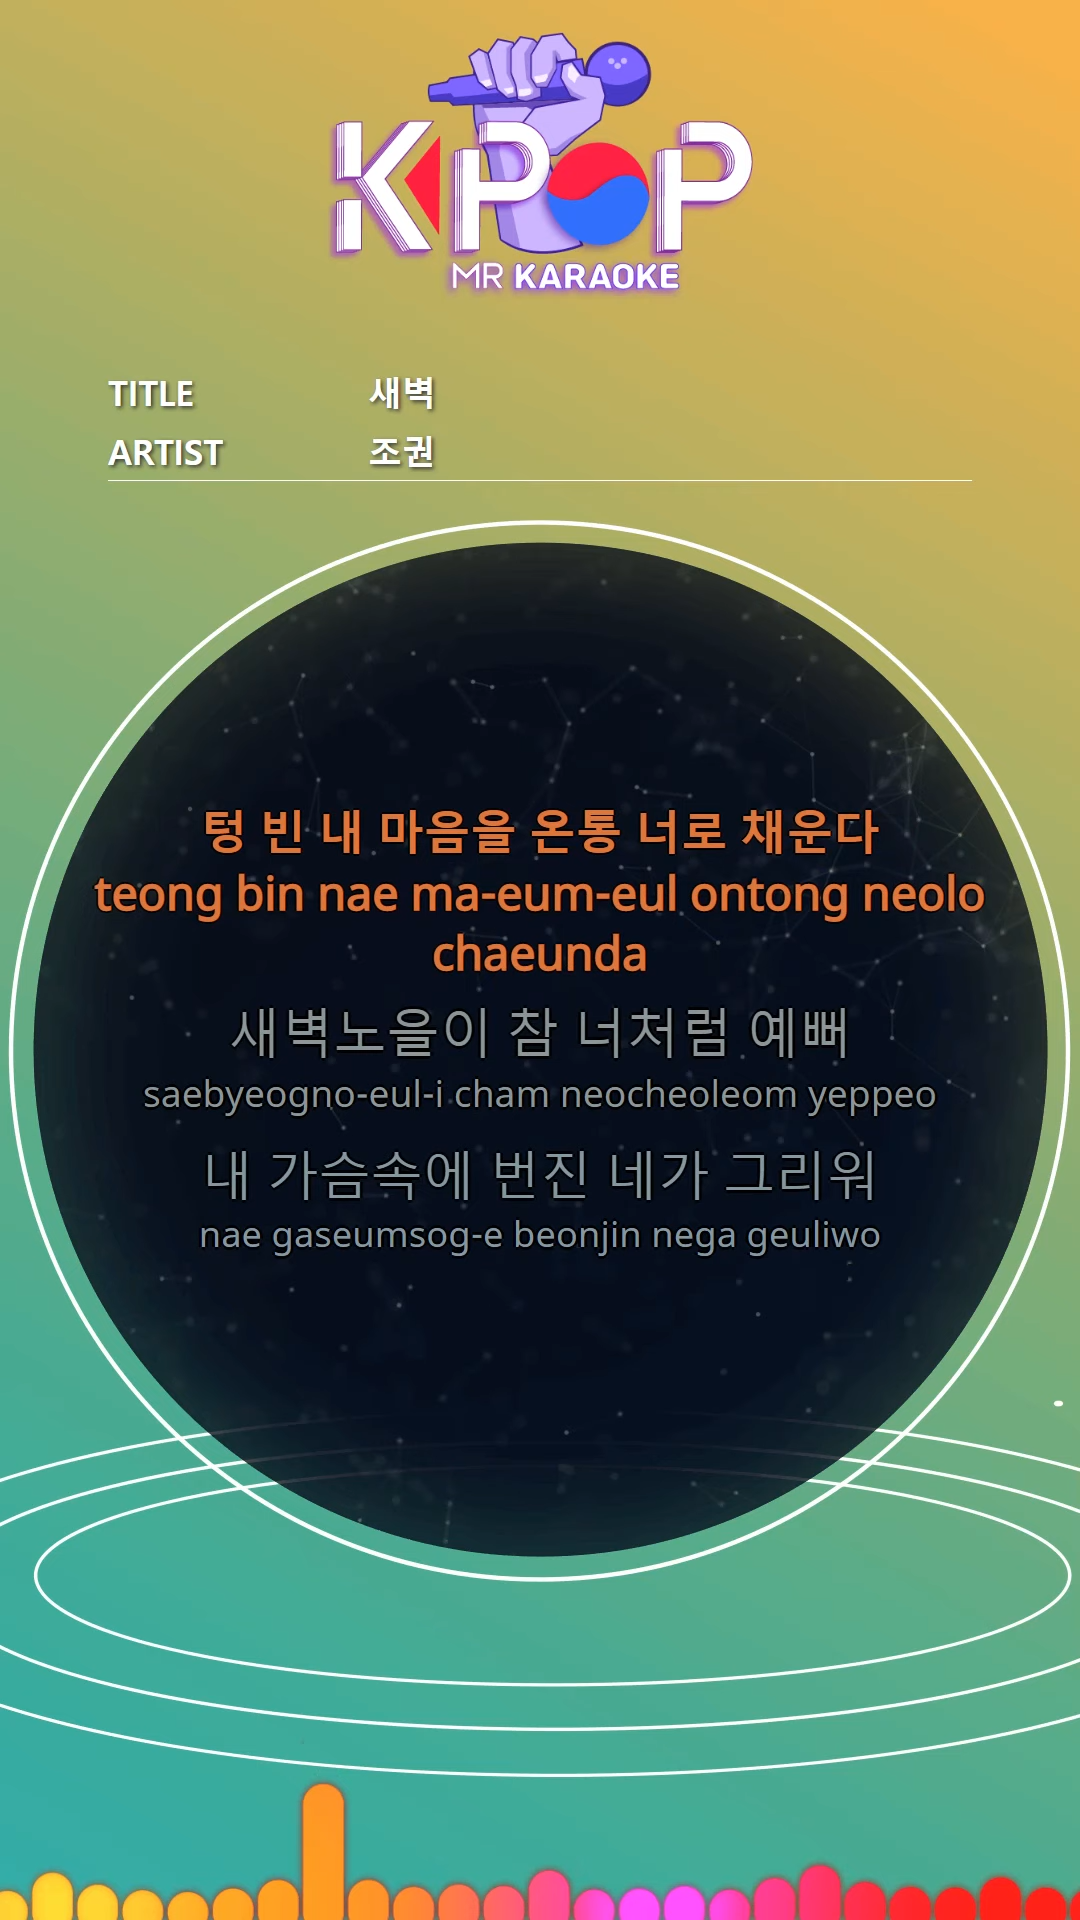 KPOP
MR KARAOKE
TITLE 새벽
ARTIST 조권
텅 빈 내 마음을 온통 너로 채운다
teong bin nae ma-eum-eul ontong neolo
chaeunda
새벽노을이 참 너처럼 예뻐
saebyeogno-eul-i cham neocheoleom yeppeo
내 가슴속에 번진 네가 그리워
nae gaseumsog-e beonjin nega geuliwo